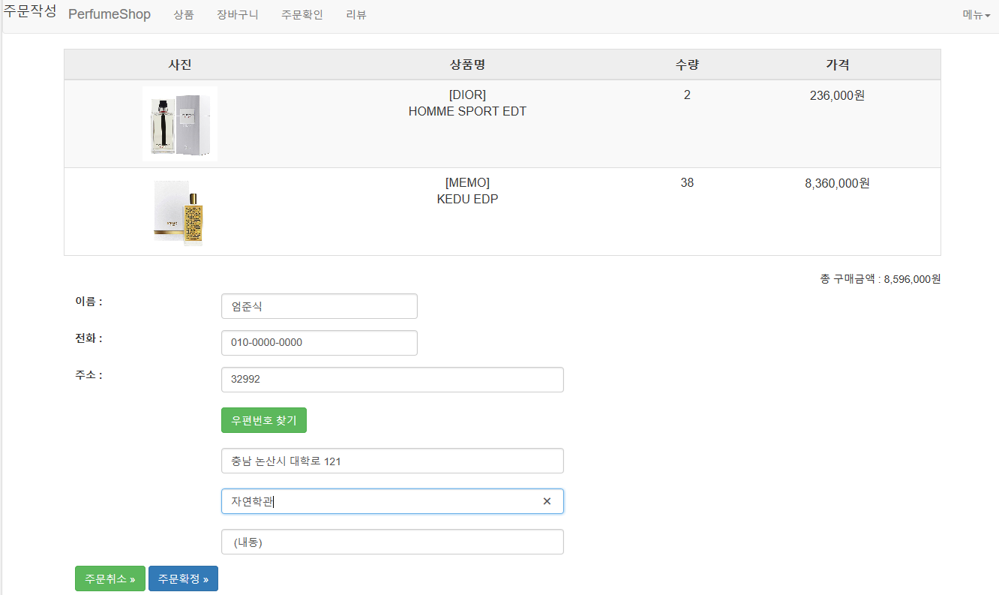 주문작성 PerfumeShop 상품 장바구니 주문확인 리뷰 메뉴
사진 상품명 수량 가격
[DIOR] 2 236,000원
HOMME SPORT EDT
[MEMO] 38 8,360,000원
KEDU EDP
총 구매금액 : 8,596,000원
이름 : 엄준식
전화 : 010-0000-0000
주소 : 32992
우편번호 찾기
충남 논산시 대학로 121
자연학관 ✕
(내동)
주문취소 » 주문확정 »